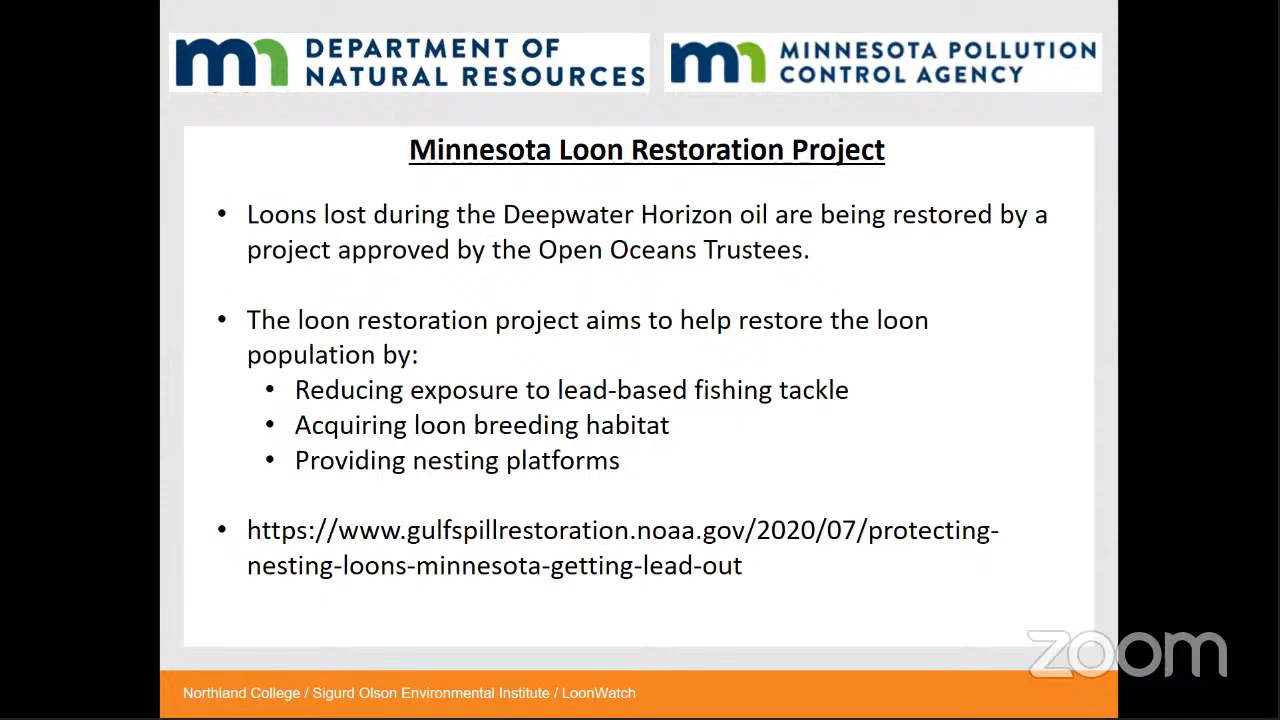 DEPARTMENT OF
NATURAL RESOURCES
MINNESOTA POLLUTION
CONTROL AGENCY
Minnesota Loon Restoration Project
• Loons lost during the Deepwater Horizon oil are being restored by a
project approved by the Open Oceans Trustees.
• The loon restoration project aims to help restore the loon
population by:
• Reducing exposure to lead-based fishing tackle
• Acquiring loon breeding habitat
• Providing nesting platforms
• https://www.gulfspillrestoration.noaa.gov/2020/07/protecting-
nesting-loons-minnesota-getting-lead-out
zoom
Northland College / Sigurd Olson Environmental Institute / LoonWatch